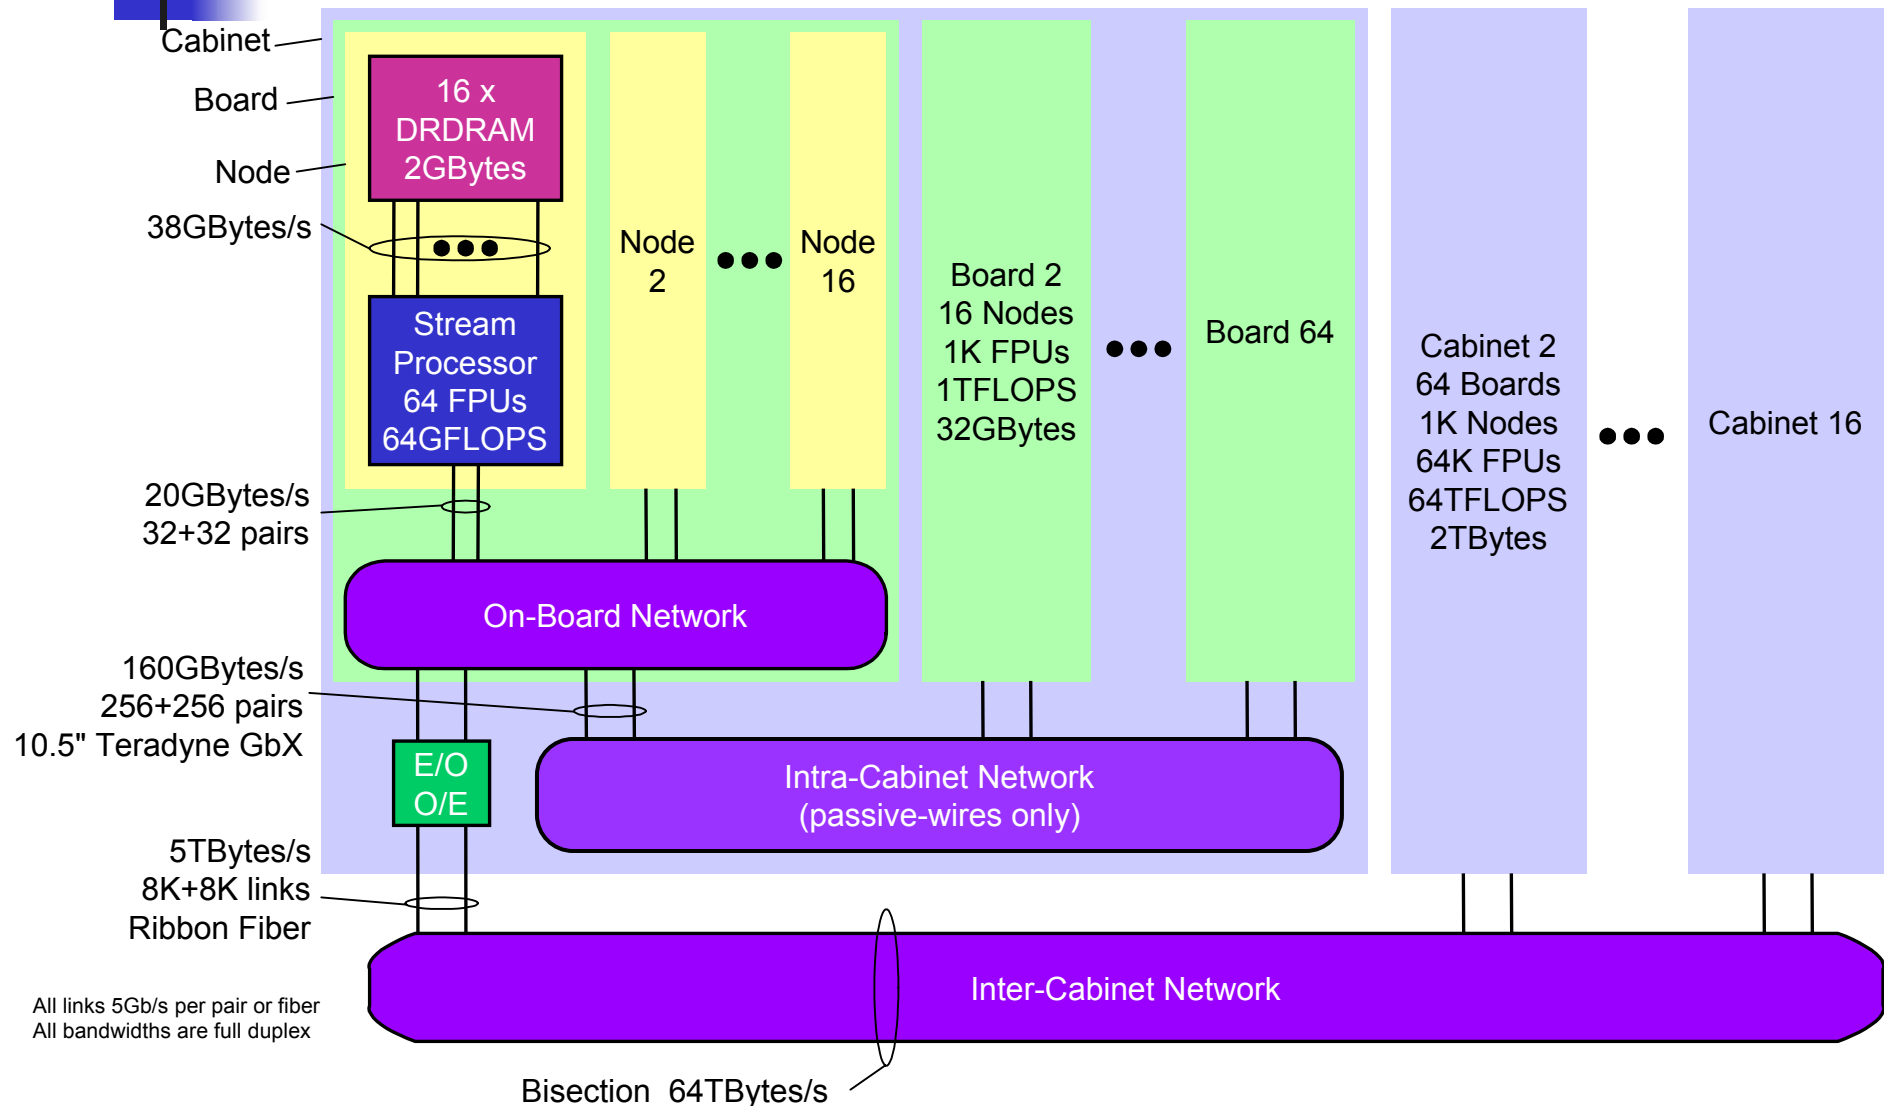 Cabinet
Board
Node
38GBytes/s
16 x
DRDRAM
2GBytes
Stream
Processor
64 FPUs
64GFLOPS
Node
2
Node
16
Board 2
16 Nodes
1K FPUs
1TFLOPS
32GBytes
Board 64
Cabinet 2
64 Boards
1K Nodes
64K FPUs
64TFLOPS
2TBytes
Cabinet 16
20GBytes/s
32+32 pairs
On-Board Network
160GBytes/s
256+256 pairs
10.5" Teradyne GbX
E/O
O/E
Intra-Cabinet Network
(passive-wires only)
5TBytes/s
8K+8K links
Ribbon Fiber
Inter-Cabinet Network
All links 5Gb/s per pair or fiber
All bandwidths are full duplex
Bisection 64TBytes/s